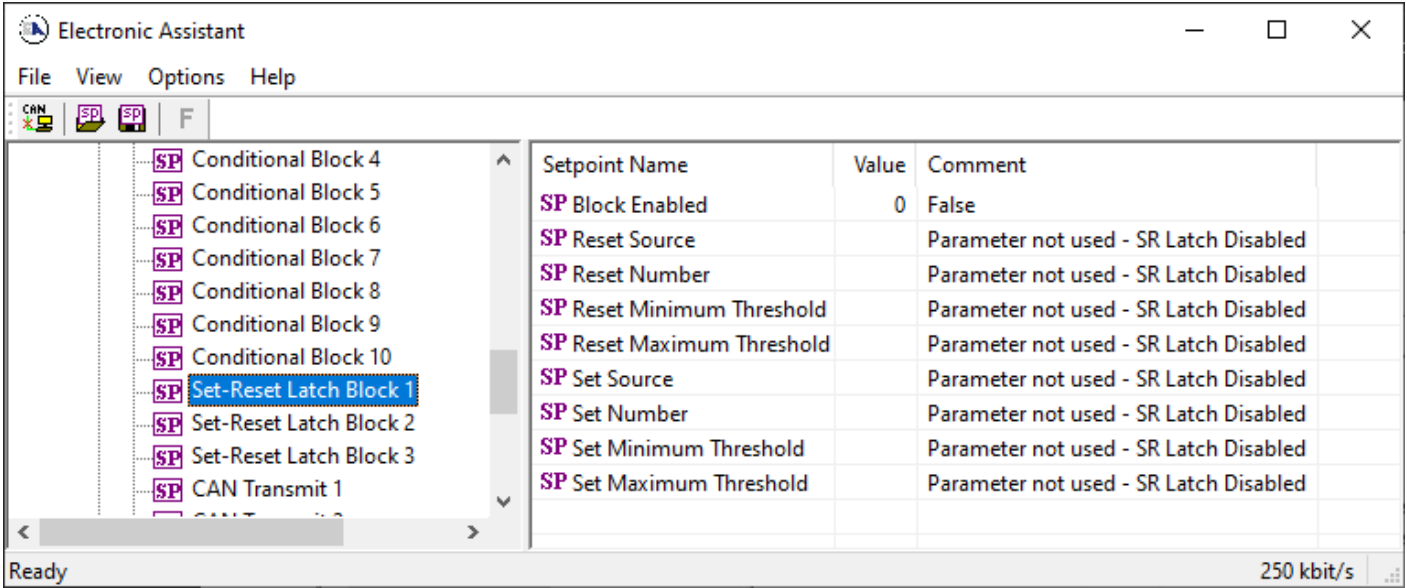 Electronic Assistant
File View Options Help
CAN SP SP F
SP Conditional Block 4
SP Conditional Block 5
SP Conditional Block 6
SP Conditional Block 7
SP Conditional Block 8
SP Conditional Block 9
SP Conditional Block 10
SP Set-Reset Latch Block 1
SP Set-Reset Latch Block 2
SP Set-Reset Latch Block 3
SP CAN Transmit 1
Setpoint Name Value Comment
SP Block Enabled 0 False
SP Reset Source Parameter not used - SR Latch Disabled
SP Reset Number Parameter not used - SR Latch Disabled
SP Reset Minimum Threshold Parameter not used - SR Latch Disabled
SP Reset Maximum Threshold Parameter not used - SR Latch Disabled
SP Set Source Parameter not used - SR Latch Disabled
SP Set Number Parameter not used - SR Latch Disabled
SP Set Minimum Threshold Parameter not used - SR Latch Disabled
SP Set Maximum Threshold Parameter not used - SR Latch Disabled
Ready 250 kbit/s